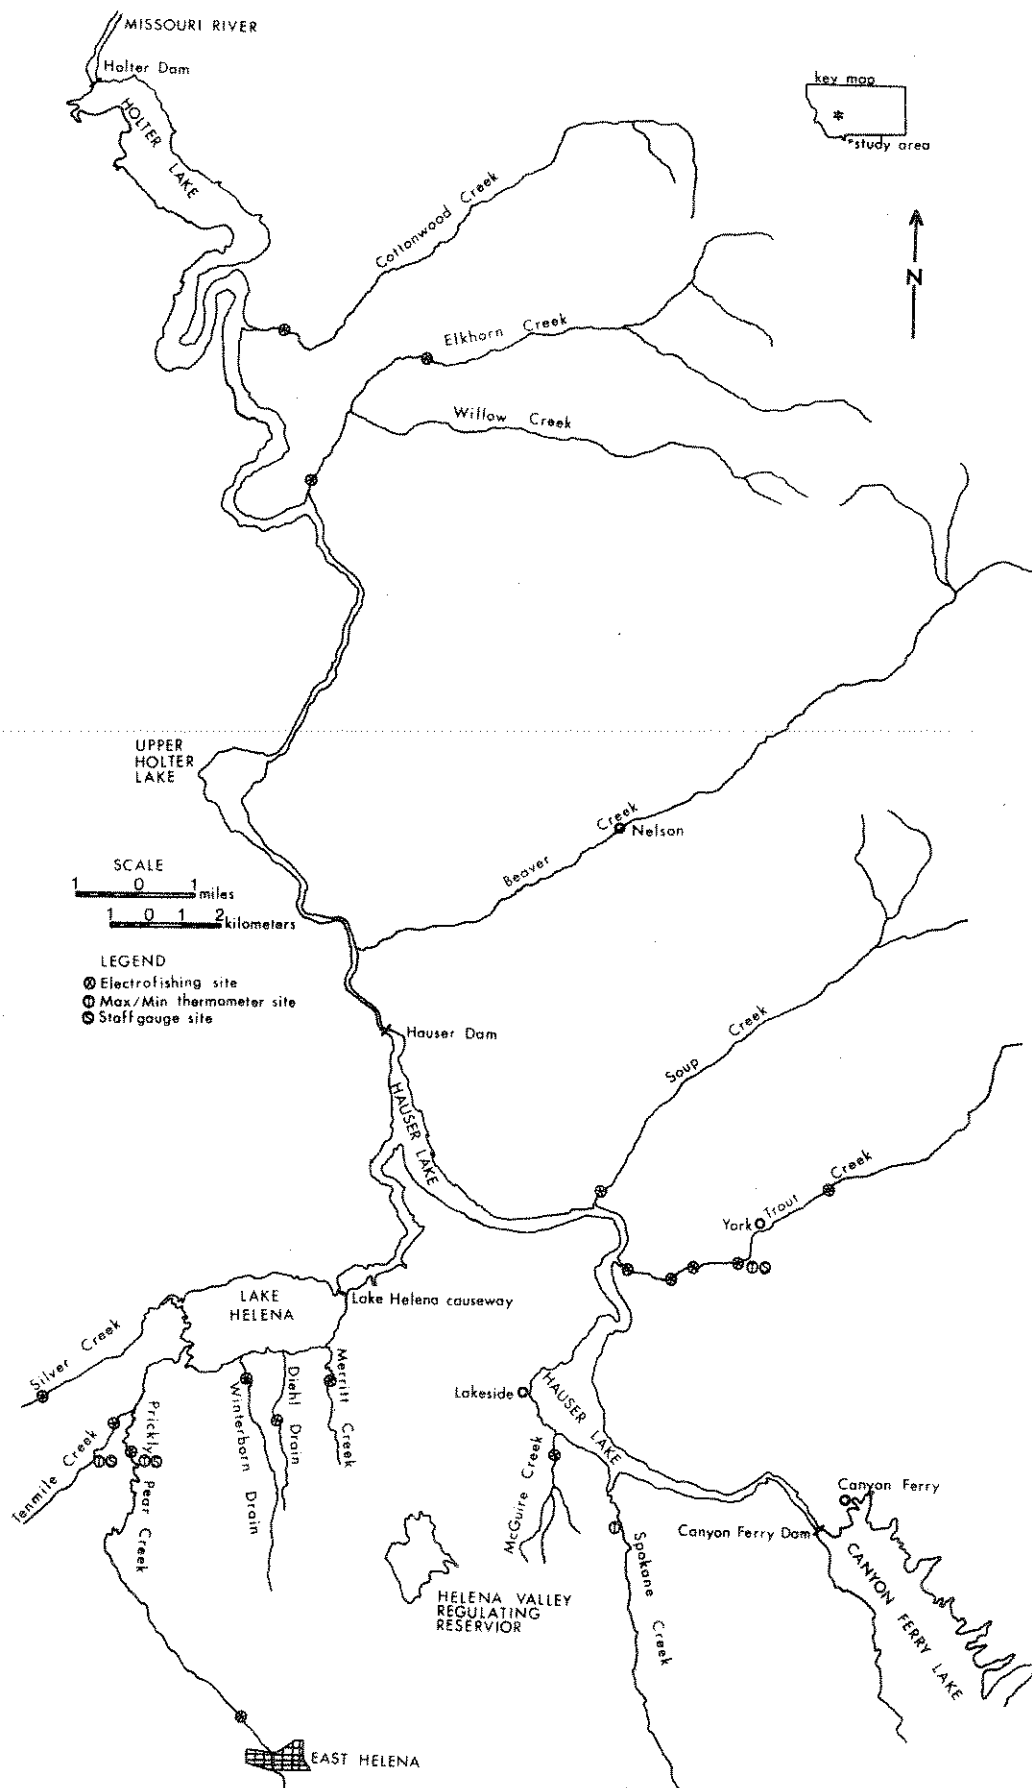 MISSOURI RIVER
Holter Dam
HOLTER LAKE
key map
*
*study area
N
Cottonwood Creek
Elkhorn Creek
Willow Creek
UPPER
HOLTER
LAKE
Beaver Creek
Nelson
SCALE
1 0 1 miles
1 0 1 2 kilometers
LEGEND
Electrofishing site
Max/Min thermometer site
Staff gauge site
Hauser Dam
HAUSER LAKE
Soup Creek
York
Trout Creek
LAKE
HELENA
Lake Helena causeway
Silver Creek
Tenmile Creek
Prickly Pear Creek
Winterborn Drain
Diehl Drain
Merritt Creek
Lakeside
HAUSER LAKE
McGuire Creek
Spokane Creek
Canyon Ferry
Canyon Ferry Dam
CANYON FERRY LAKE
HELENA VALLEY
REGULATING
RESERVIOR
EAST HELENA